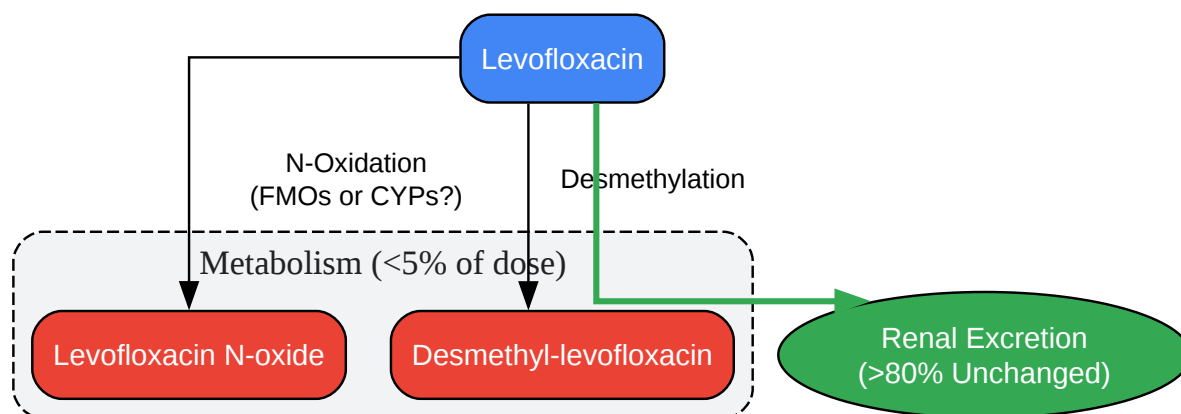 Levofloxacin
N-Oxidation
(FMOs or CYPs?)
Desmethylation
Metabolism (<5% of dose)
Levofloxacin N-oxide
Desmethyl-levofloxacin
Renal Excretion
(>80% Unchanged)